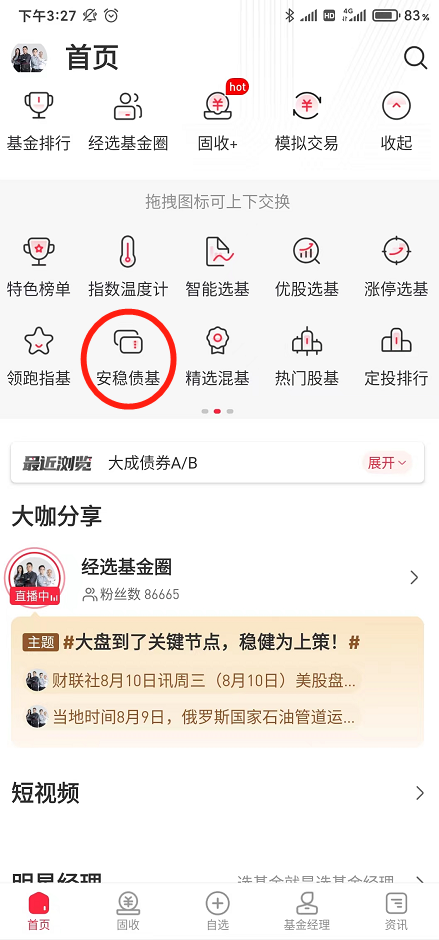 下午3:27
HD 4G 83%
首页
hot
基金排行 经选基金圈 固收+ 模拟交易 收起
拖拽图标可上下交换
特色榜单 指数温度计 智能选基 优股选基 涨停选基
领跑指基 安稳债基 精选混基 热门股基 定投排行
最近浏览 大成债券A/B 展开
大咖分享
经选基金圈
直播中 粉丝数 86665
主题 #大盘到了关键节点，稳健为上策！#
财联社8月10日讯周三（8月10日）美股盘...
当地时间8月9日，俄罗斯国家石油管道运...
短视频
明星经理 选基金就是选基金经理
首页 固收 自选 基金经理 资讯